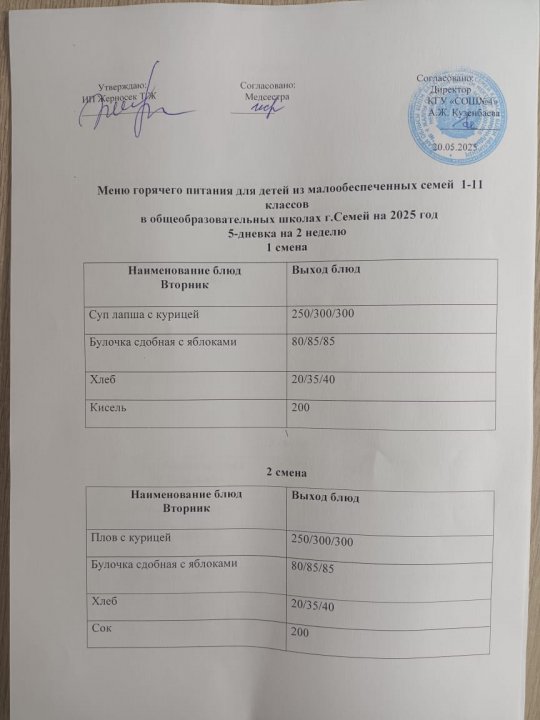 Утверждаю:
ИП Жерносек Т.Ж
Согласовано:
Медсестра
Согласовано:
Директор
КГУ «СОШ№4»
А.Ж. Кузенбаева
20.05.2025
Меню горячего питания для детей из малообеспеченных семей 1-11
классов
в общеобразовательных школах г.Семей на 2025 год
5-дневка на 2 неделю
1 смена
Наименование блюд
Вторник
Выход блюд
Суп лапша с курицей
250/300/300
Булочка сдобная с яблоками
80/85/85
Хлеб
20/35/40
Кисель
200
2 смена
Наименование блюд
Вторник
Выход блюд
Плов с курицей
250/300/300
Булочка сдобная с яблоками
80/85/85
Хлеб
20/35/40
Сок
200